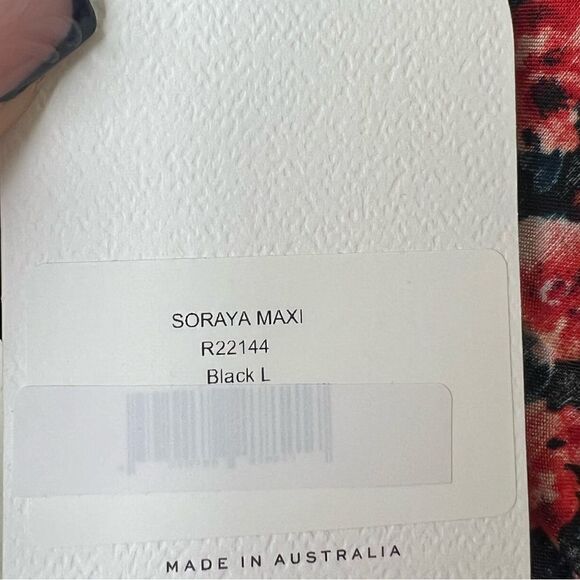 SORAYA MAXI
R22144
Black L
MADE IN AUSTRALIA